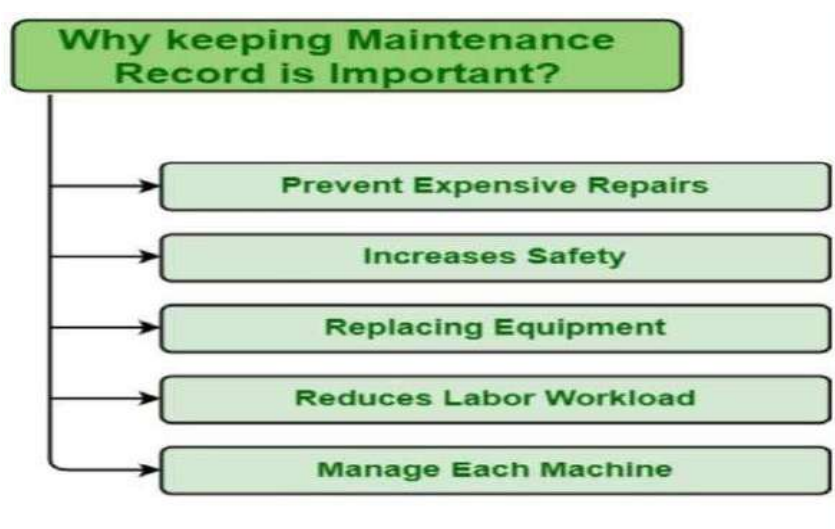 Why keeping Maintenance
Record is Important?
Prevent Expensive Repairs
Increases Safety
Replacing Equipment
Reduces Labor Workload
Manage Each Machine